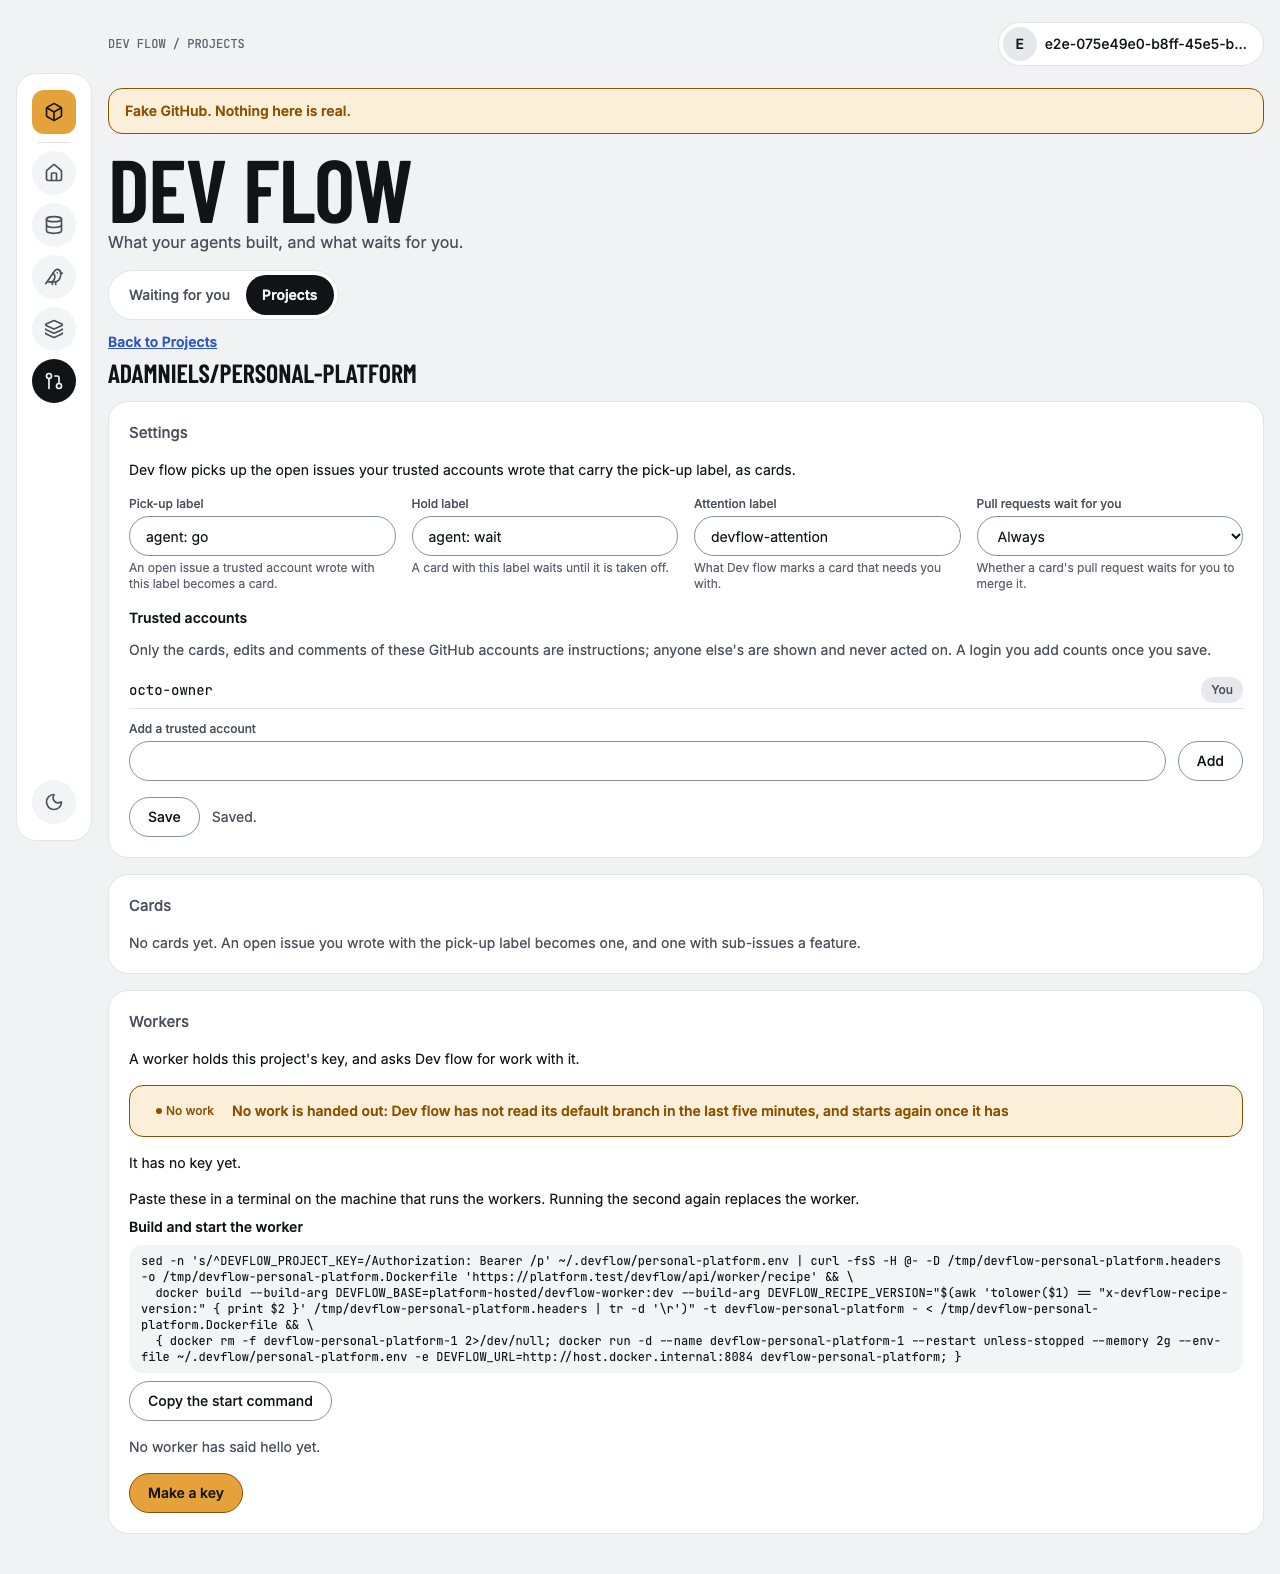 DEV FLOW / PROJECTS
E
e2e-075e49e0-b8ff-45e5-b...
Fake GitHub. Nothing here is real.
DEV FLOW
What your agents built, and what waits for you.
Waiting for you
Projects
Back to Projects
ADAMNIELS/PERSONAL-PLATFORM
Settings
Dev flow picks up the open issues your trusted accounts wrote that carry the pick-up label, as cards.
Pick-up label
agent: go
An open issue a trusted account wrote with
this label becomes a card.
Hold label
agent: wait
A card with this label waits until it is taken off.
Attention label
devflow-attention
What Dev flow marks a card that needs you
with.
Pull requests wait for you
Always
Whether a card's pull request waits for you to
merge it.
Trusted accounts
Only the cards, edits and comments of these GitHub accounts are instructions; anyone else's are shown and never acted on. A login you add counts once you save.
octo-owner
You
Add a trusted account
Add
Save
Saved.
Cards
No cards yet. An open issue you wrote with the pick-up label becomes one, and one with sub-issues a feature.
Workers
A worker holds this project's key, and asks Dev flow for work with it.
No work
No work is handed out: Dev flow has not read its default branch in the last five minutes, and starts again once it has
It has no key yet.
Paste these in a terminal on the machine that runs the workers. Running the second again replaces the worker.
Build and start the worker
sed -n 's/^DEVFLOW_PROJECT_KEY=/Authorization: Bearer /p' ~/.devflow/personal-platform.env | curl -fsS -H @- -D /tmp/devflow-personal-platform.headers
-o /tmp/devflow-personal-platform.Dockerfile 'https://platform.test/devflow/api/worker/recipe' && \
docker build --build-arg DEVFLOW_BASE=platform-hosted/devflow-worker:dev --build-arg DEVFLOW_RECIPE_VERSION="$(awk 'tolower($1) == "x-devflow-recipe-
version:" { print $2 }' /tmp/devflow-personal-platform.headers | tr -d '\r')" -t devflow-personal-platform - < /tmp/devflow-personal-
platform.Dockerfile && \
{ docker rm -f devflow-personal-platform-1 2>/dev/null; docker run -d --name devflow-personal-platform-1 --restart unless-stopped --memory 2g --env-
file ~/.devflow/personal-platform.env -e DEVFLOW_URL=http://host.docker.internal:8084 devflow-personal-platform; }
Copy the start command
No worker has said hello yet.
Make a key